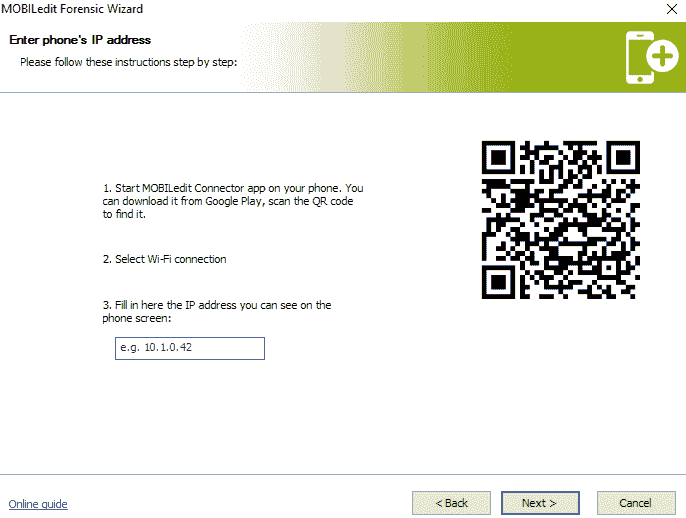 MOBILedit Forensic Wizard
Enter phone's IP address
Please follow these instructions step by step:
1. Start MOBILedit Connector app on your phone. You
can download it from Google Play, scan the QR code
to find it.
2. Select Wi-Fi connection
3. Fill in here the IP address you can see on the
phone screen:
e.g. 10.1.0.42
Online guide
< Back
Next >
Cancel